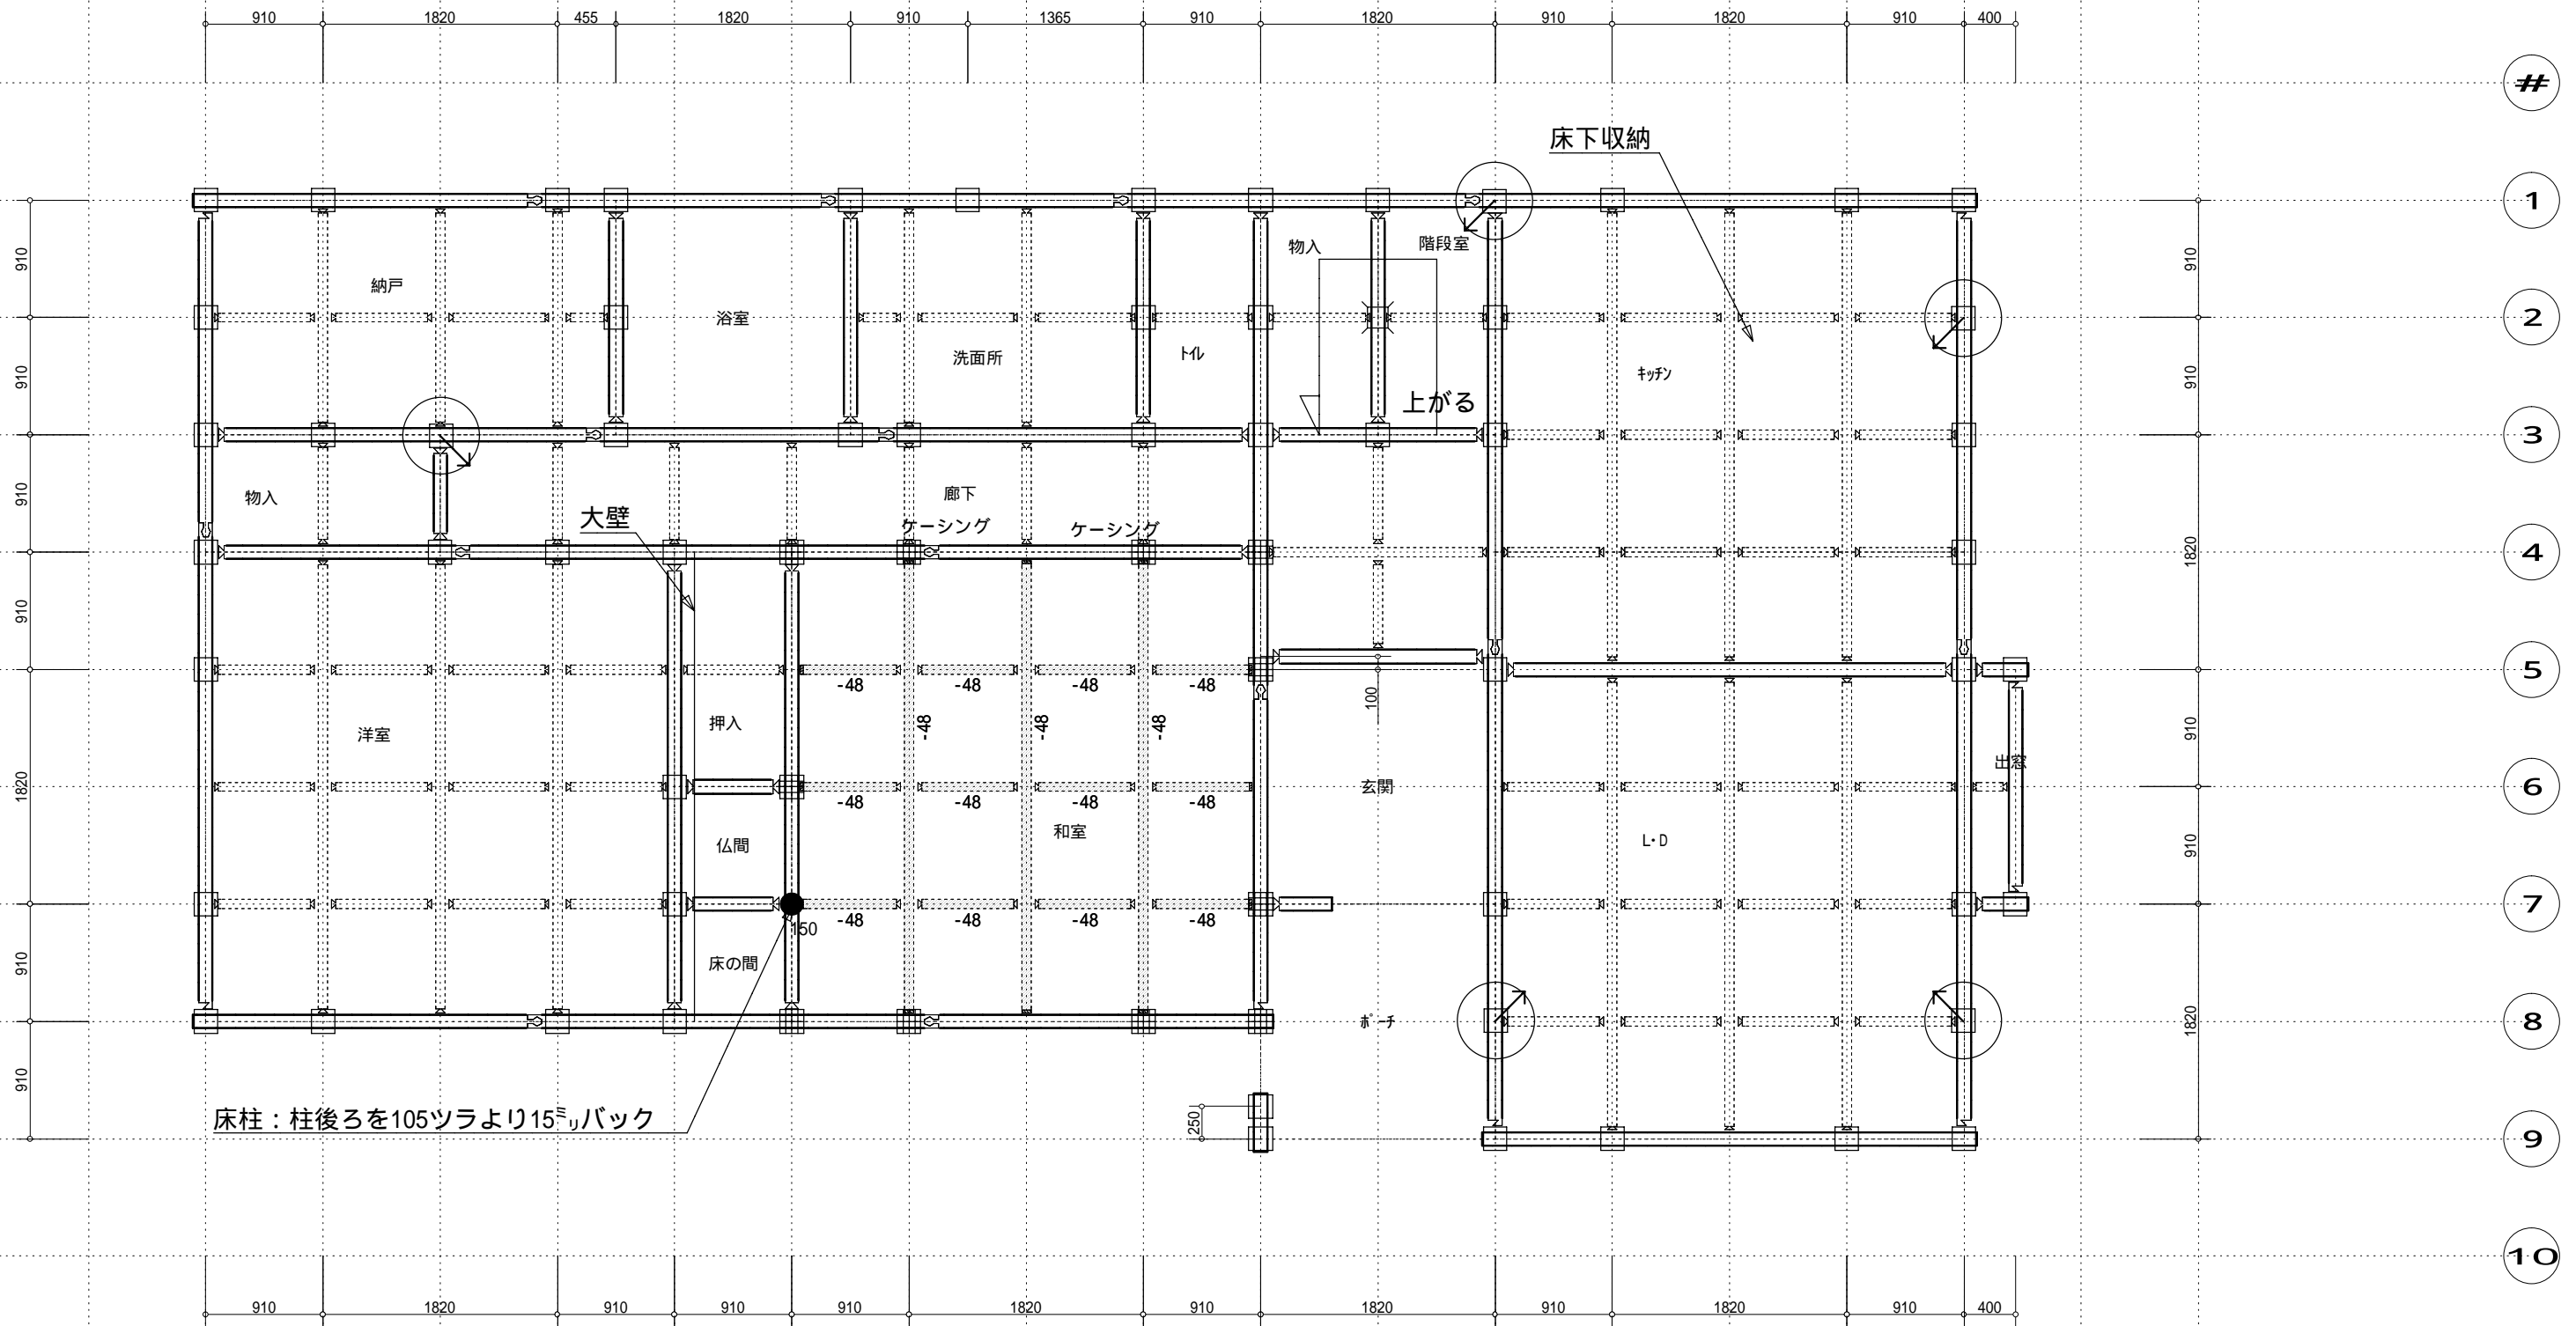 910 1820 455 1820 910 1365 910 1820 910 1820 910 400
#
床下収納
1
910 物入 階段室 910
納戸
浴室 2
洗面所 ﾄｲﾚ
910 ｷｯﾁﾝ 910
上がる
3
910 物入 廊下
大壁 ケーシング ケーシング
4
1820
910
5
-48 -48 -48 -48
100
押入 -48 -48 -48 910
洋室
出窓
1820 玄関 6
-48 -48 -48 -48
和室
仏間 L・D 910
7
-48 -48 -48 -48
150
910 床の間
ﾎﾟｰﾁ 8
1820
910
床柱：柱後ろを105ツラより15㍉バック
250
9
10
910 1820 910 910 910 1820 910 1820 910 1820 910 400